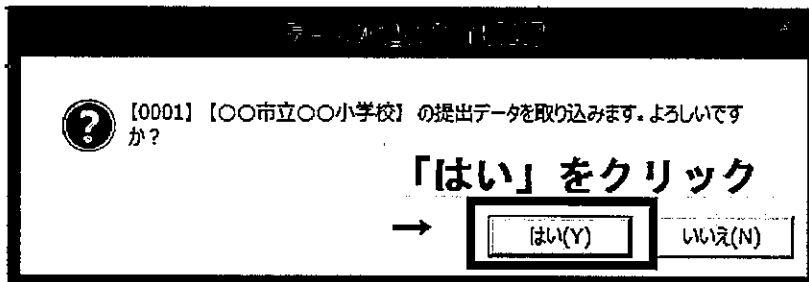 【0001】【○○市立○○小学校】の提出データを取り込みます。よろしいです
か?
「はい」をクリック
→
はい(Y) いいえ(N)